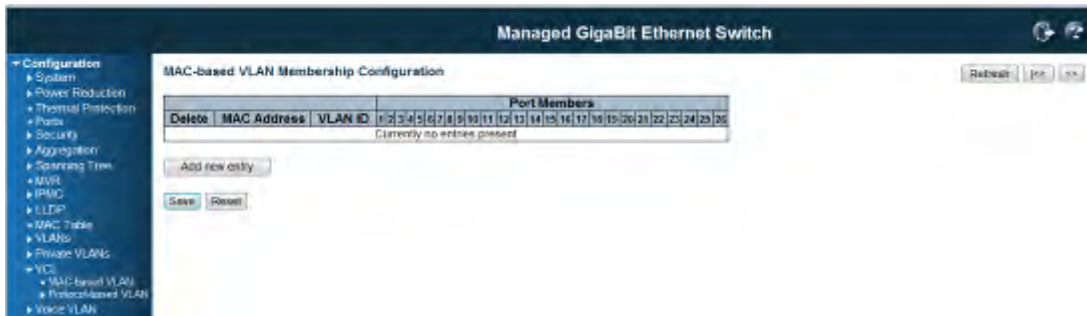 Managed GigaBit Ethernet Switch
Configuration
System
Power Reduction
Thermal Protection
Ports
Security
Aggregation
Spanning Tree
MVR
IPMC
LLDP
MAC Table
VLANs
Private VLANs
VCL
MAC-based VLAN
Protocol-based VLAN
Voice VLAN
MAC-based VLAN Membership Configuration
Refresh |<< >>
Port Members
Delete MAC Address VLAN ID 1 2 3 4 5 6 7 8 9 10 11 12 13 14 15 16 17 18 19 20 21 22 23 24 25 26
Currently no entries present
Add new entry
Save Reset